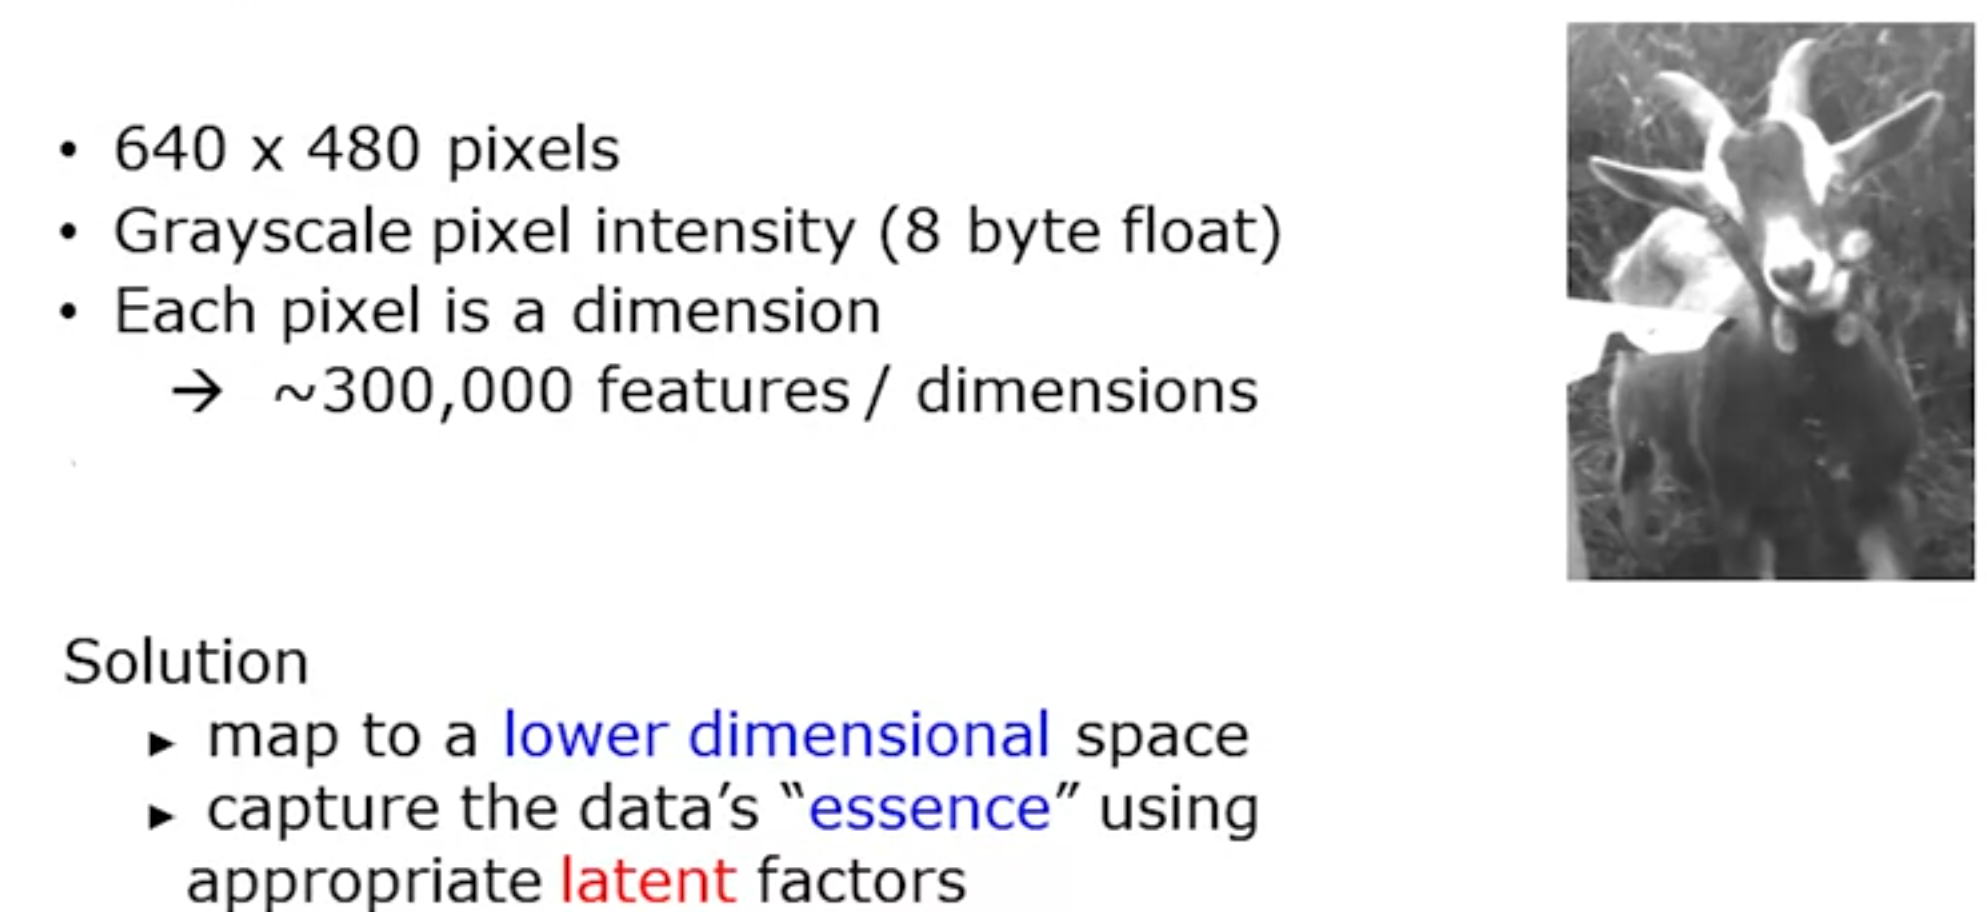 • 640 x 480 pixels
• Grayscale pixel intensity (8 byte float)
• Each pixel is a dimension
→ ~300,000 features / dimensions
Solution
► map to a lower dimensional space
► capture the data’s “essence” using
appropriate latent factors